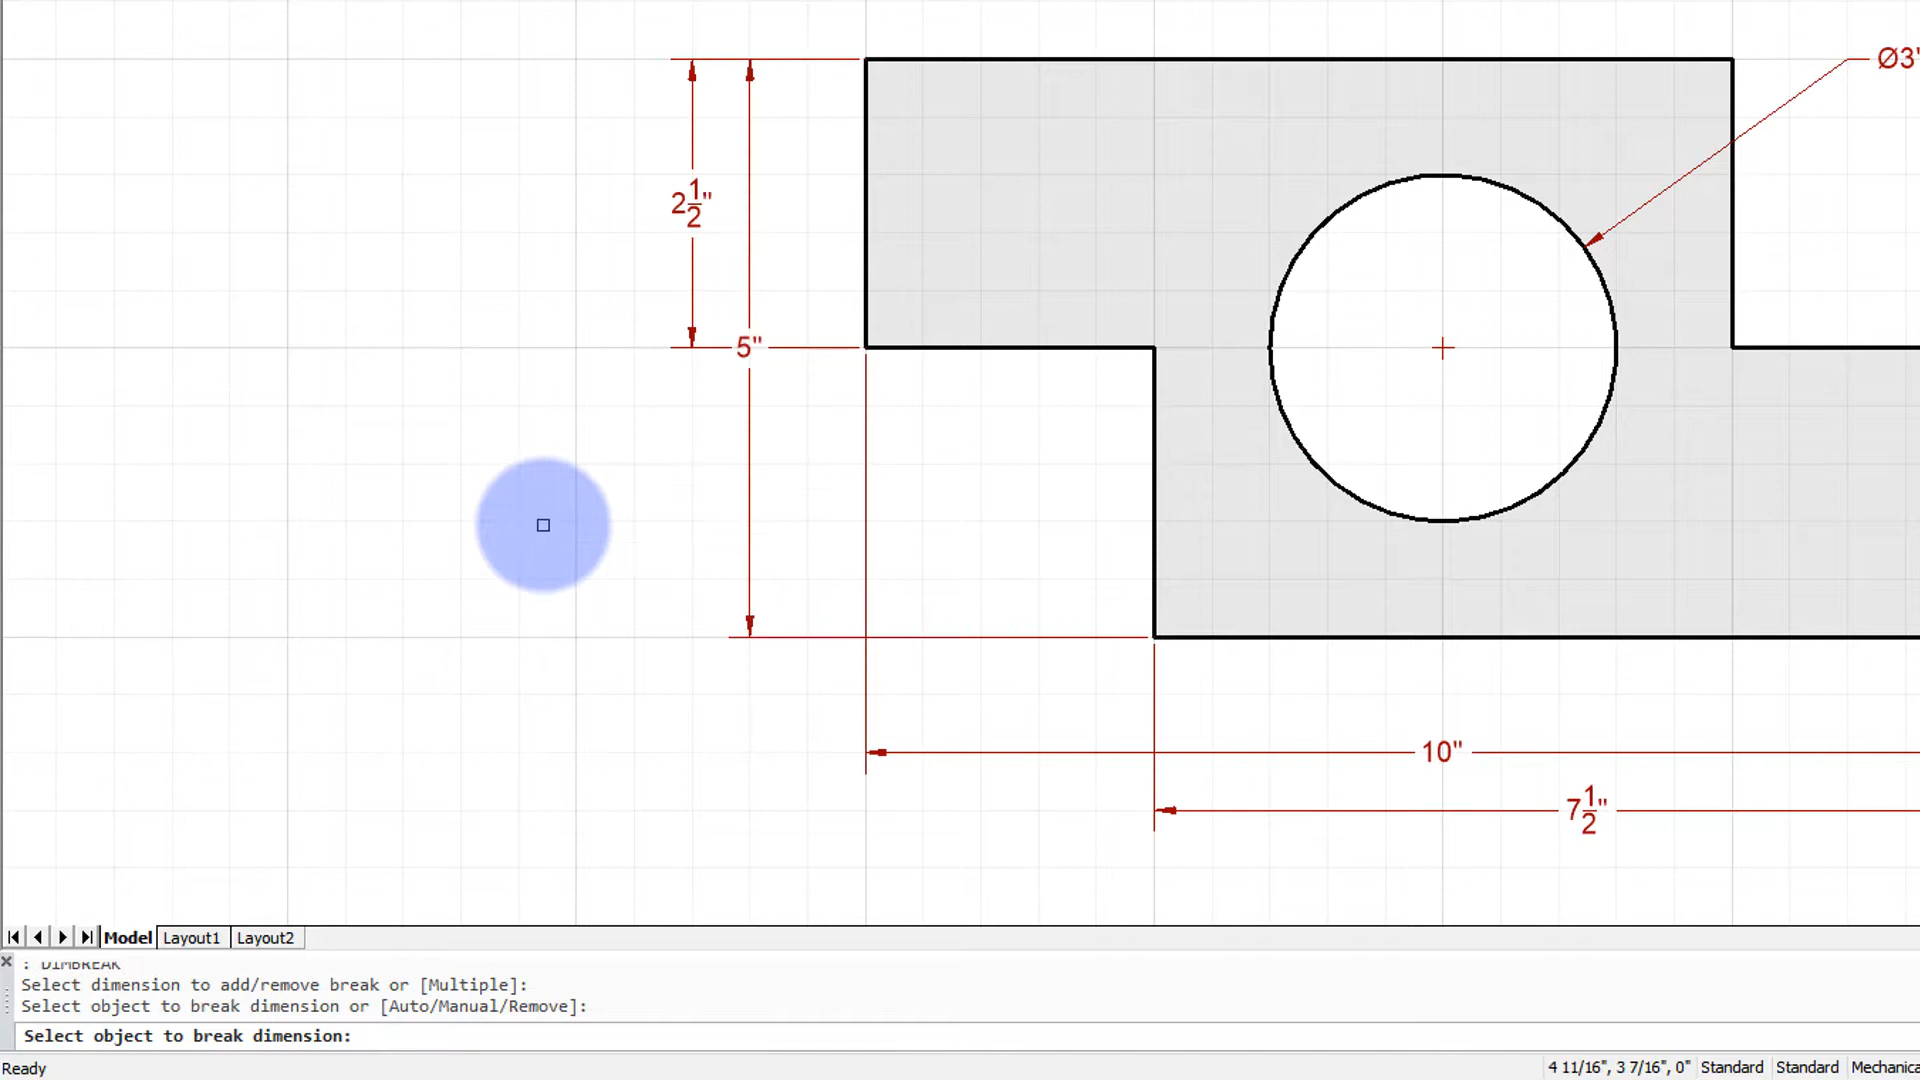 Ø3"
2 1/2"
5"
10"
7 1/2"
Model Layout1 Layout2
: DIMBREAK
Select dimension to add/remove break or [Multiple]:
Select object to break dimension or [Auto/Manual/Remove]:
Select object to break dimension:
Ready
4 11/16", 3 7/16", 0" Standard Standard Mechanica